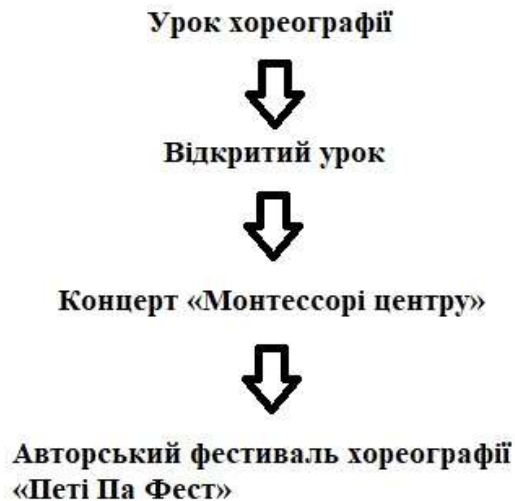 Урок хореографії
Відкритий урок
Концерт «Монтессорі центру»
Авторський фестиваль хореографії
«Петі Па Фест»